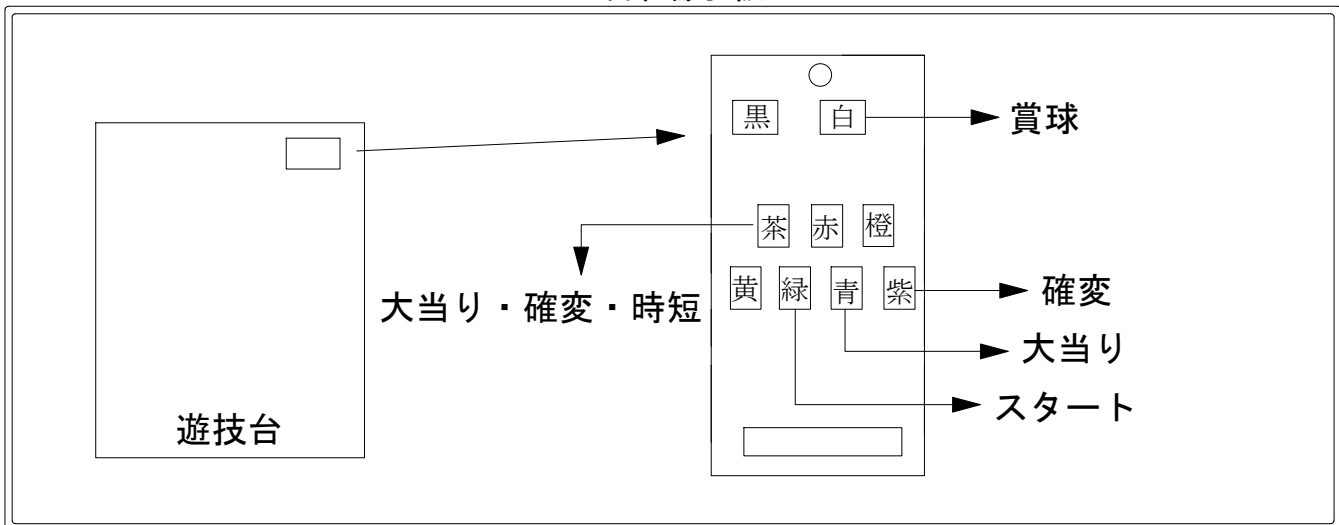 黒 白 賞球
茶 赤 橙
大当り・確変・時短
黄 緑 青 紫 確変
大当り
スタート
遊技台